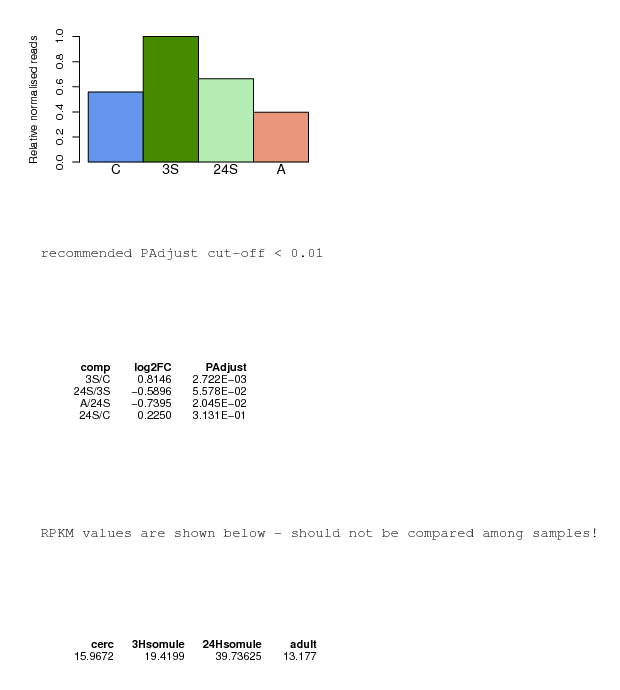 Relative normalised reads
1.0
0.8
0.6
0.4
0.2
0.0
C 3S 24S A
recommended PAdjust cut-off < 0.01
comp log2FC PAdjust
3S/C 0.8146 2.722E−03
24S/3S −0.5896 5.578E−02
A/24S −0.7395 2.045E−02
24S/C 0.2250 3.131E−01
RPKM values are shown below - should not be compared among samples!
cerc 3Hsomule 24Hsomule adult
15.9672 19.4199 39.73625 13.177